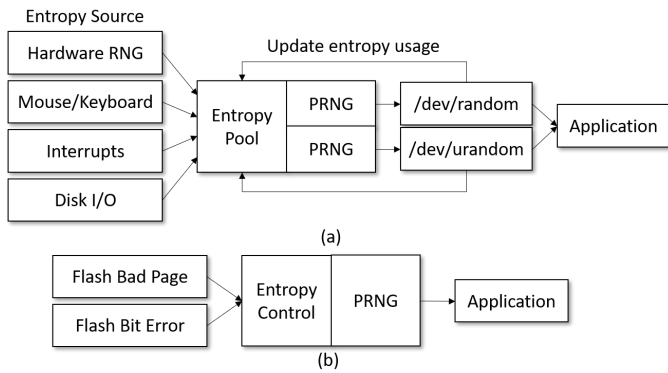 Entropy Source
Hardware RNG
Mouse/Keyboard
Interrupts
Disk I/O
Update entropy usage
Entropy
Pool
PRNG
PRNG
/dev/random
/dev/urandom
Application
(a)
Flash Bad Page
Flash Bit Error
Entropy
Control
PRNG
Application
(b)